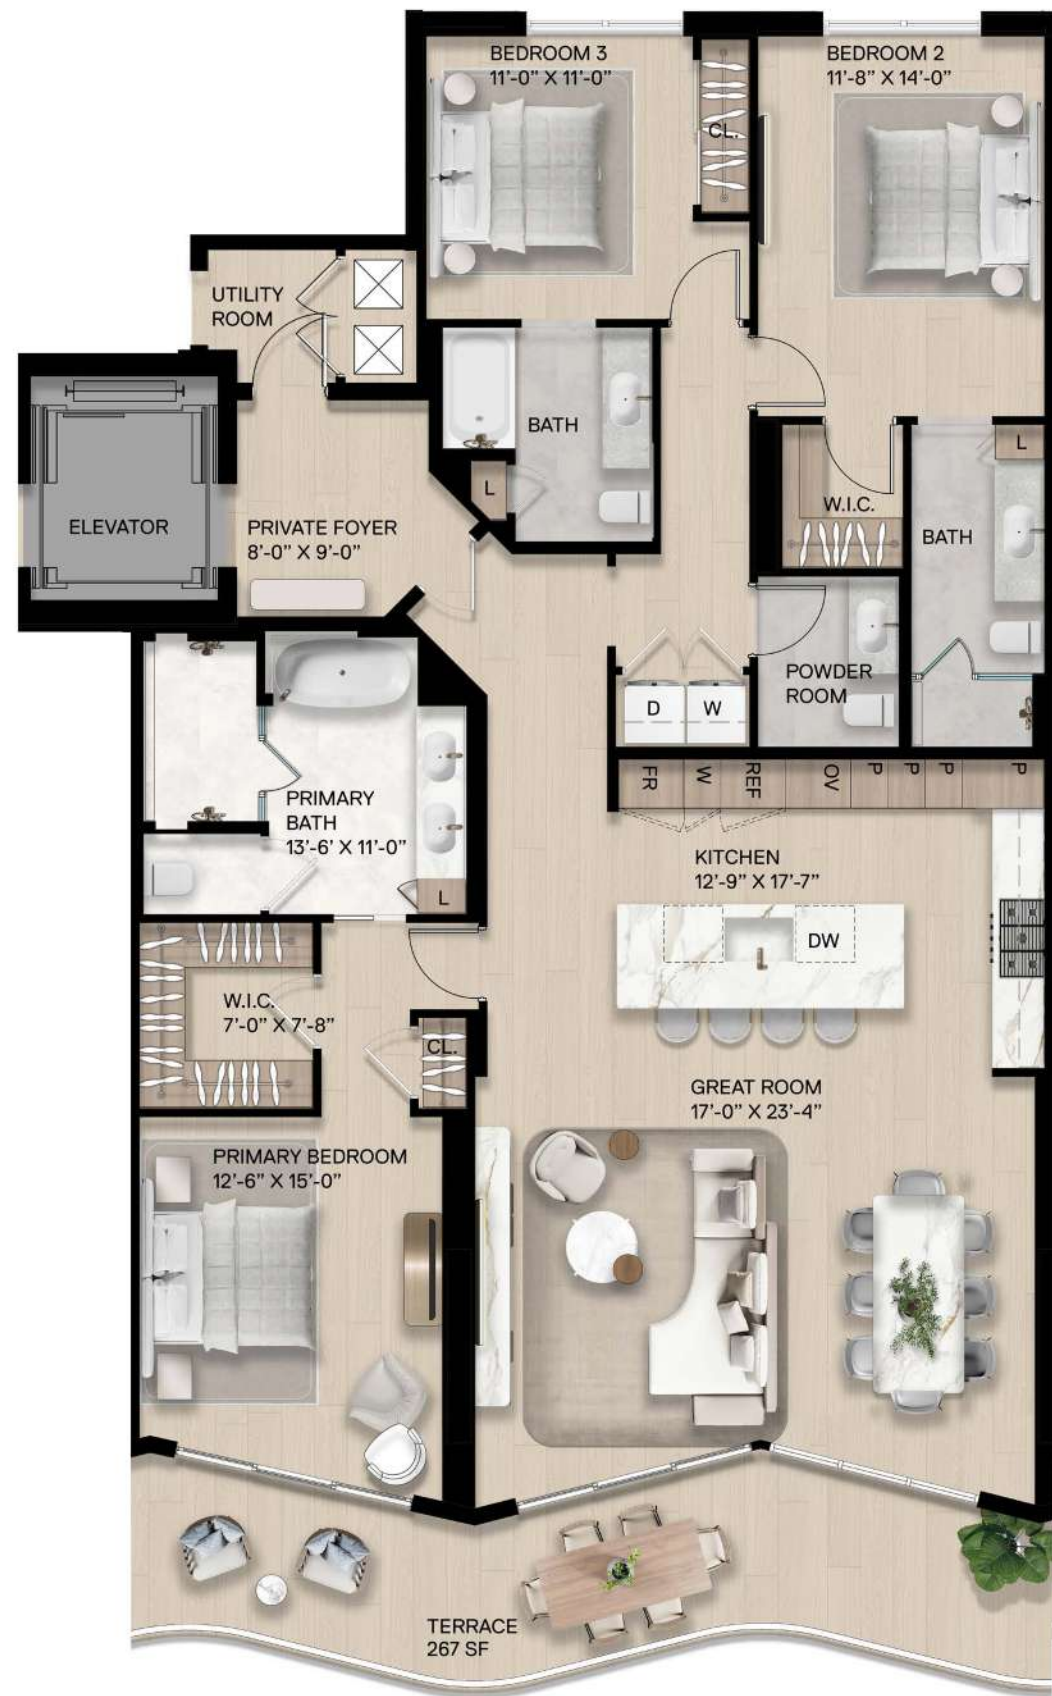 BEDROOM 3
11'-0" X 11'-0"
BEDROOM 2
11'-8" X 14'-0"
CL.
UTILITY
ROOM
BATH
L
L
W.I.C.
BATH
ELEVATOR
PRIVATE FOYER
8'-0" X 9'-0"
POWDER
ROOM
D
W
FR
W
REF
OV
P
P
P
P
PRIMARY
BATH
13'-6' X 11'-0"
L
KITCHEN
12'-9" X 17'-7"
DW
W.I.C.
7'-0" X 7'-8"
CL.
GREAT ROOM
17'-0" X 23'-4"
PRIMARY BEDROOM
12'-6" X 15'-0"
TERRACE
267 SF